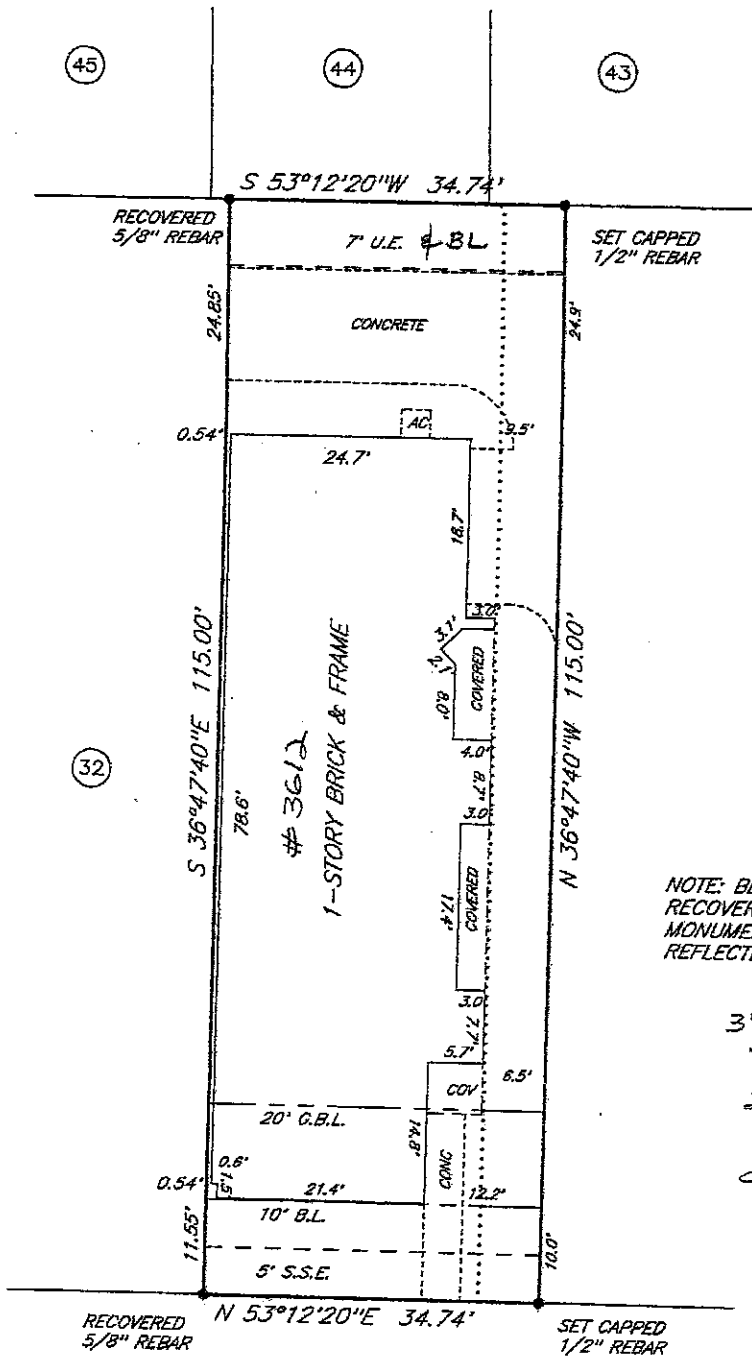 45
44
43
S 53°12'20"W 34.74'
RECOVERED
5/8" REBAR
7' U.E. & BL
SET CAPPED
1/2" REBAR
24.85'
CONCRETE
24.9'
AC
9.5'
0.54'
24.7'
18.7'
3.0'
3.1'
COVERED
8.0'
4.0'
8.7'
3.0'
S 36°47'40"E 115.00'
78.6'
# 3612
1-STORY BRICK & FRAME
N 36°47'40"W 115.00'
32
COVERED
17.4'
3.0'
7.7'
5.7'
6.5'
COV
20' G.B.L.
14.8'
CONC
0.6'
0.54'
1.5'
21.4'
12.2'
10' B.L.
11.55'
10.0'
5' S.S.E.
N 53°12'20"E 34.74'
RECOVERED
5/8" REBAR
SET CAPPED
1/2" REBAR
NOTE:
RECOVER
MONUME
REFLECT